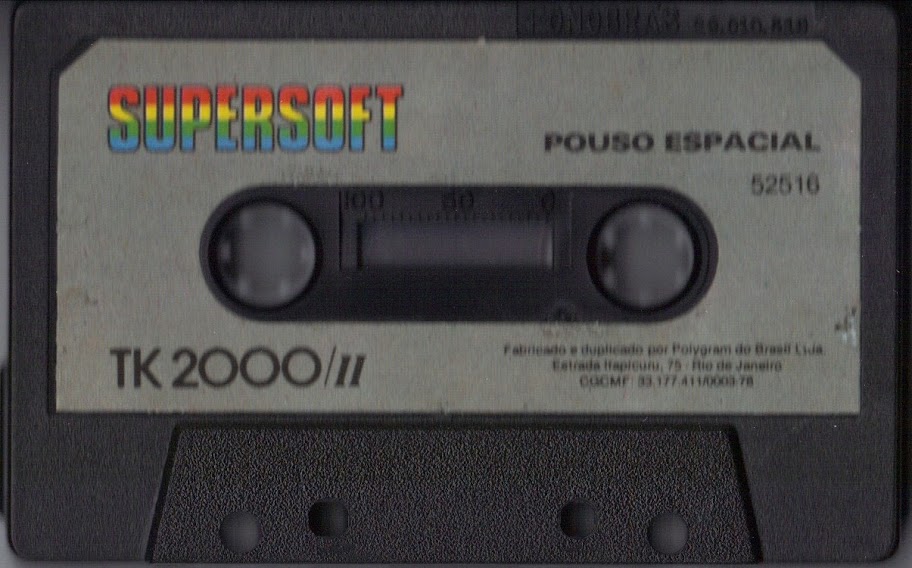 SONOBRAS
SUPERSOFT
POUSO ESPACIAL
52516
100 50 0
TK 2000/II
Fabricado e duplicado por Polygram do Brasil Ltda.
Estrada Itapicuru, 75 - Rio de Janeiro
CGCMF 33.177.411/0003-78